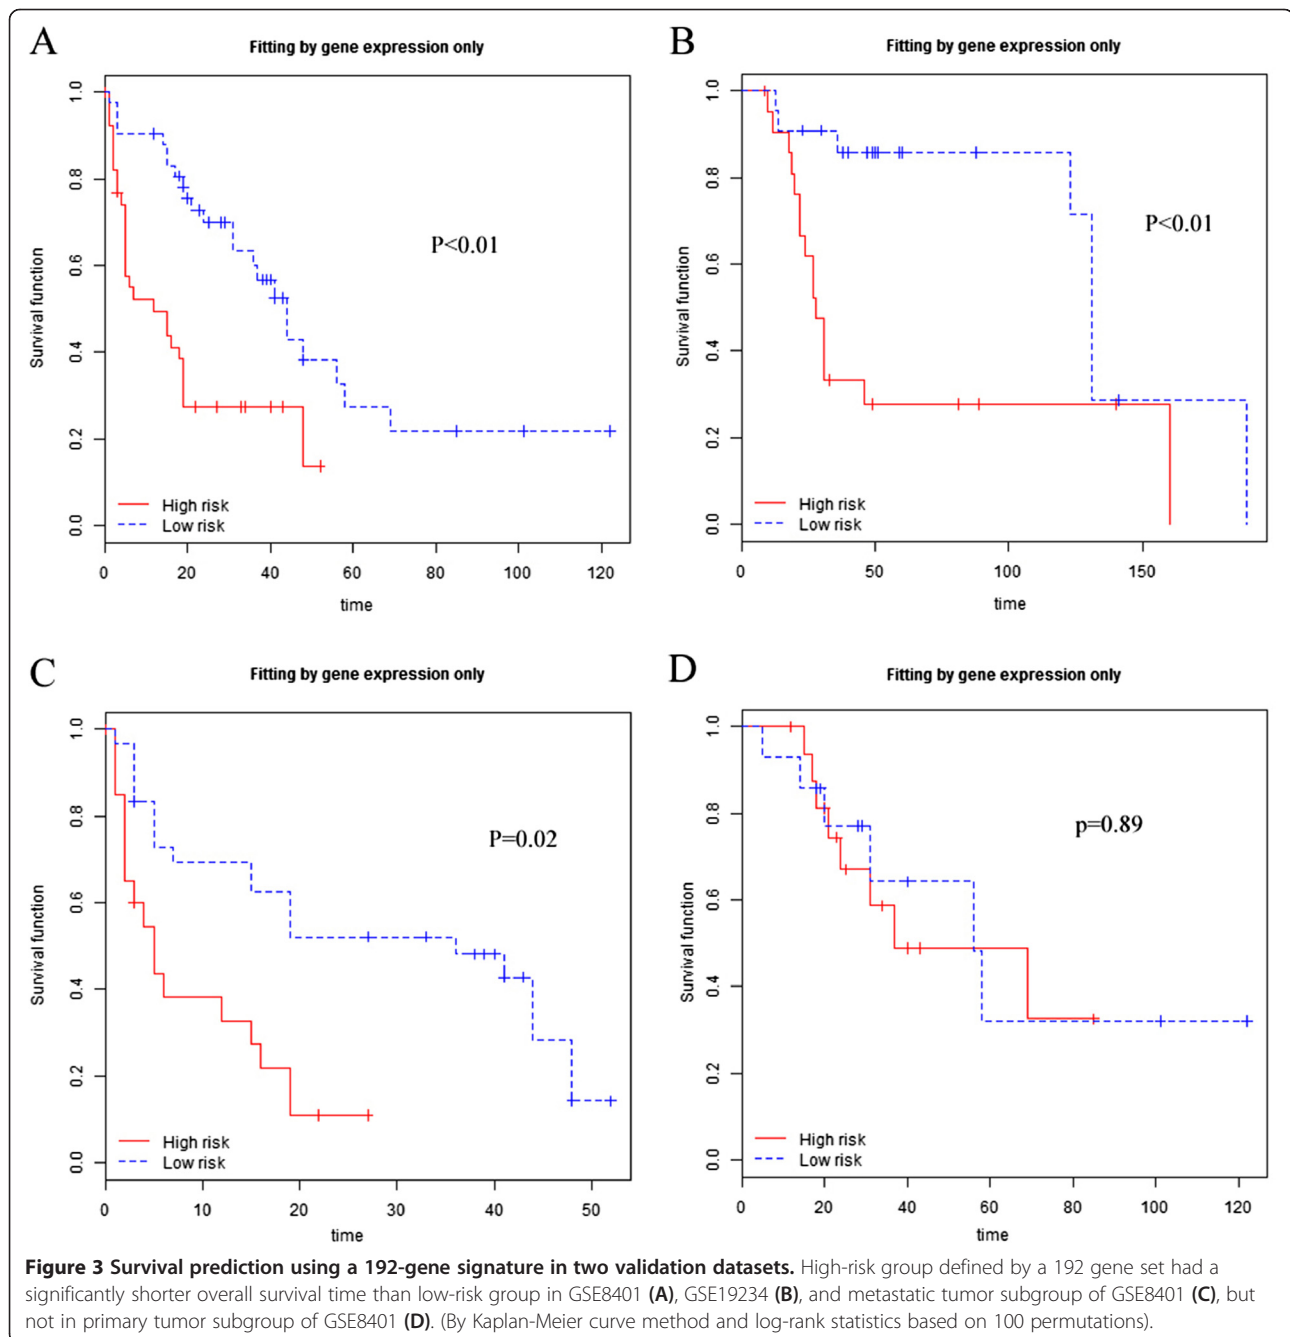 A
Fitting by gene expression only
Survival function
0.0 0.2 0.4 0.6 0.8 1.0
P<0.01
High risk
Low risk
0 20 40 60 80 100 120
time
B
Fitting by gene expression only
Survival function
0.0 0.2 0.4 0.6 0.8 1.0
P<0.01
High risk
Low risk
0 50 100 150
time
C
Fitting by gene expression only
Survival function
0.0 0.2 0.4 0.6 0.8 1.0
P=0.02
High risk
Low risk
0 10 20 30 40 50
time
D
Fitting by gene expression only
Survival function
0.0 0.2 0.4 0.6 0.8 1.0
p=0.89
High risk
Low risk
0 20 40 60 80 100 120
time
Figure 3 Survival prediction using a 192-gene signature in two validation datasets. High-risk group defined by a 192 gene set had a
significantly shorter overall survival time than low-risk group in GSE8401 (A), GSE19234 (B), and metastatic tumor subgroup of GSE8401 (C), but
not in primary tumor subgroup of GSE8401 (D). (By Kaplan-Meier curve method and log-rank statistics based on 100 permutations).